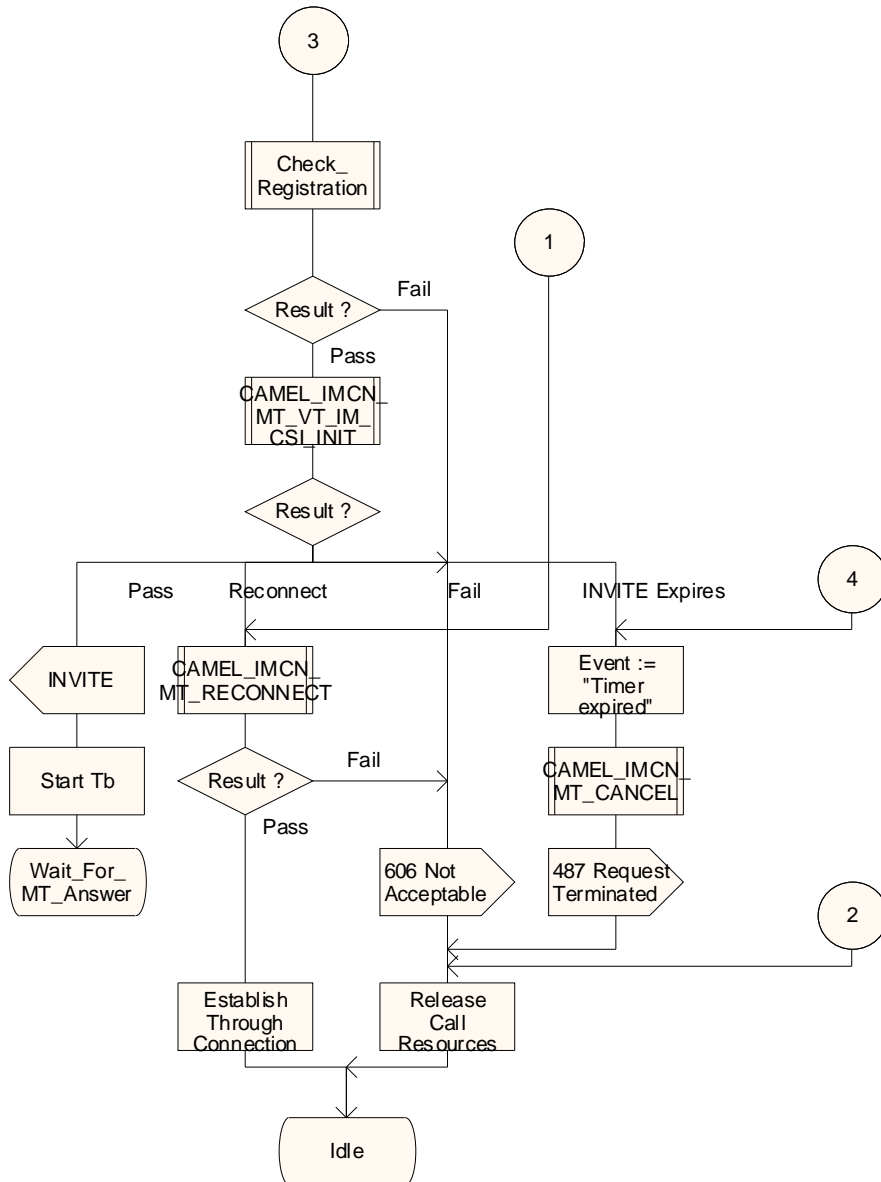 3
Check_
Registration
1
Result ?
Fail
Pass
CAMEL_IMCN_
MT_VT_IM_
CSI_INIT
Result ?
4
Pass
Reconnect
Fail
INVITE Expires
INVITE
CAMEL_IMCN_
MT_RECONNECT
Event :=
"Timer
expired"
Start Tb
Result ?
Fail
CAMEL_IMCN_
MT_CANCEL
Pass
Wait_For_
MT_Answer
606 Not
Acceptable
487 Request
Terminated
2
Establish
Through
Connection
Release
Call
Resources
Idle